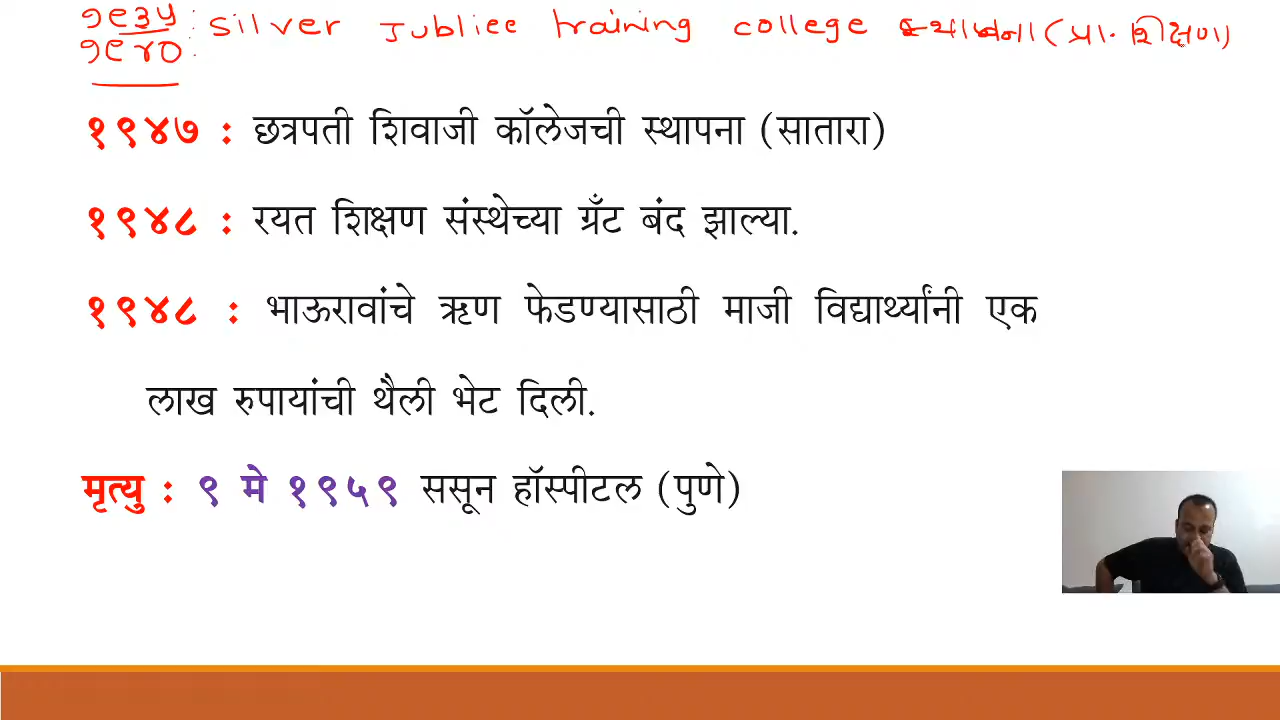 १९३५ : Silver Jubliee training college स्थापना (प्रा. शिक्षण)
१९४०
१९४७ : छत्रपती शिवाजी कॉलेजची स्थापना (सातारा)
१९४८ : रयत शिक्षण संस्थेच्या ग्रँट बंद झाल्या.
१९४८ : भाऊरावांचे ऋण फेडण्यासाठी माजी विद्यार्थ्यांनी एक
लाख रुपायांची थैली भेट दिली.
मृत्यु : ९ मे १९५९ ससून हॉस्पीटल (पुणे)